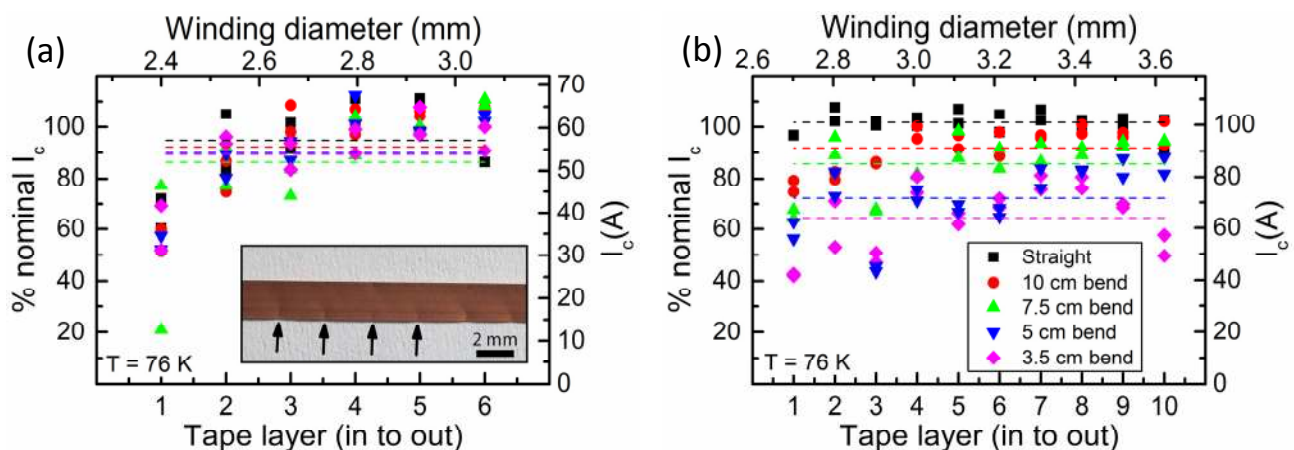 (a)
Winding diameter (mm)
2.4 2.6 2.8 3.0
% nominal Ic
100
80
60
40
20
70
60
50
40
30
20
10
0
Ic(A)
2 mm
T = 76 K
1 2 3 4 5 6
Tape layer (in to out)
(b)
Winding diameter (mm)
2.6 2.8 3.0 3.2 3.4 3.6
% nominal Ic
100
80
60
40
20
100
80
60
40
20
0
Ic(A)
Straight
10 cm bend
7.5 cm bend
5 cm bend
3.5 cm bend
T = 76 K
1 2 3 4 5 6 7 8 9 10
Tape layer (in to out)